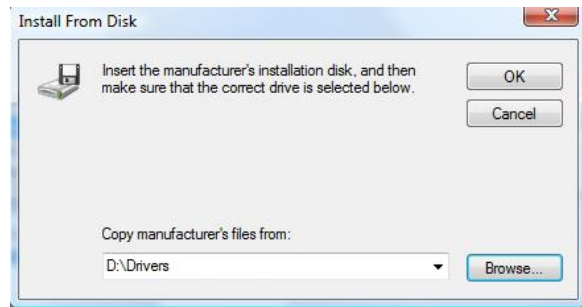 Install From Disk
Insert the manufacturer's installation disk, and then
make sure that the correct drive is selected below.
OK
Cancel
Copy manufacturer's files from:
D:\Drivers
Browse...